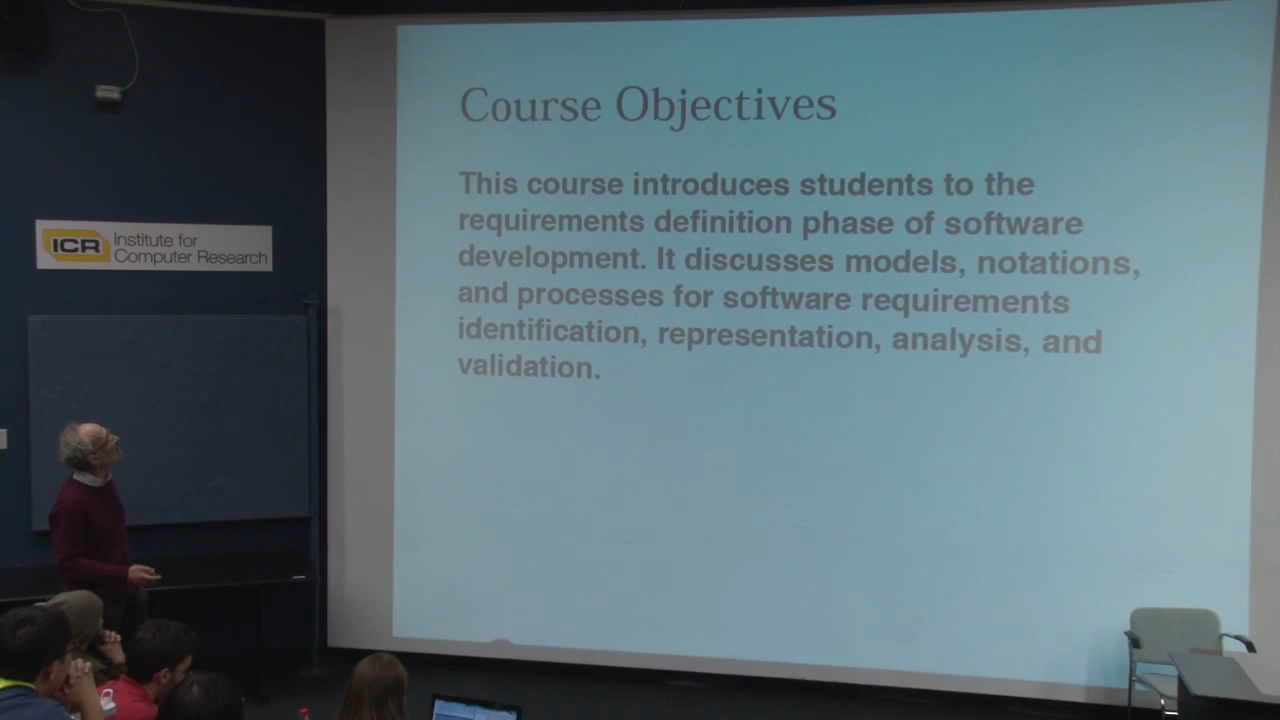 Course Objectives
This course introduces students to the
requirements definition phase of software
development. It discusses models, notations,
and processes for software requirements
identification, representation, analysis, and
validation.
ICR Institute for
Computer Research